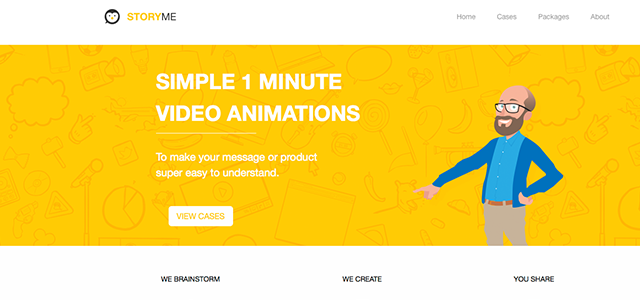 STORYME
Home Cases Packages About
SIMPLE 1 MINUTE
VIDEO ANIMATIONS
To make your message or product
super easy to understand.
VIEW CASES
WE BRAINSTORM WE CREATE YOU SHARE